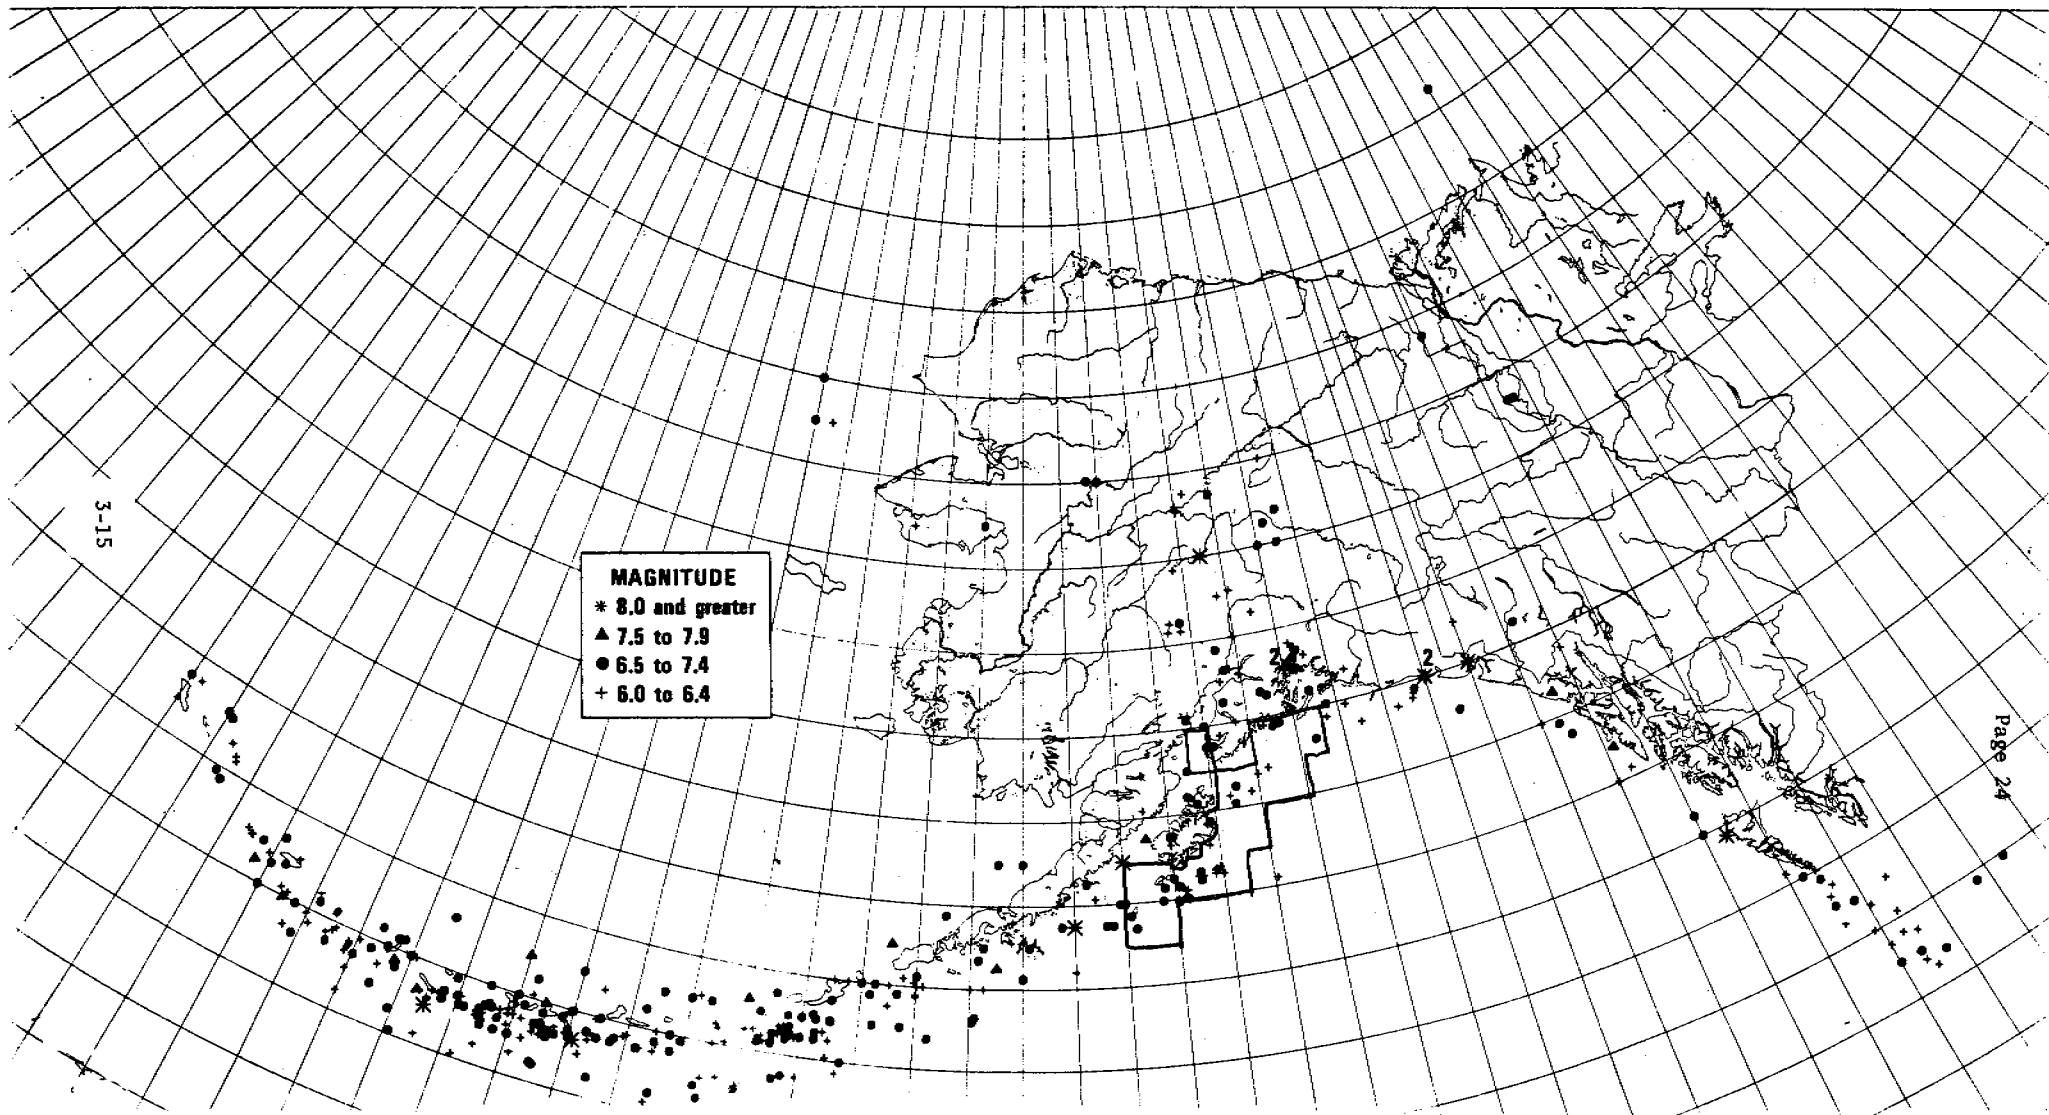 3-15
MAGNITUDE
* 8.0 and greater
▲ 7.5 to 7.9
● 6.5 to 7.4
+ 6.0 to 6.4
2
2
Page 24